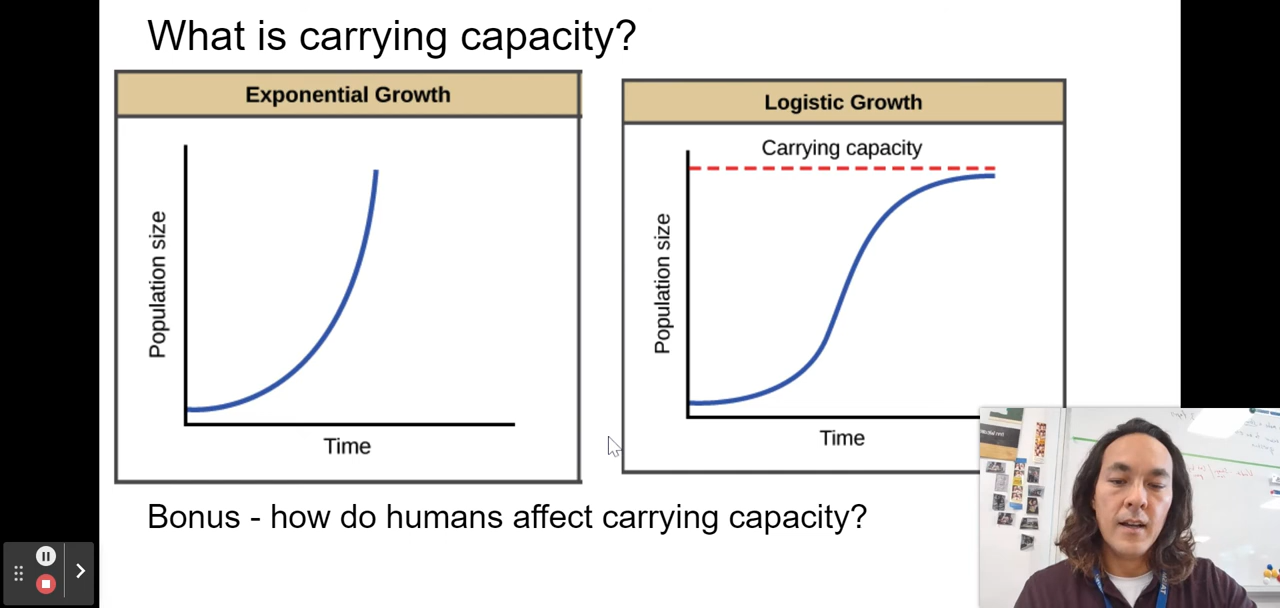 What is carrying capacity?
Exponential Growth
Population size
Time
Logistic Growth
Carrying capacity
Population size
Time
Bonus - how do humans affect carrying capacity?